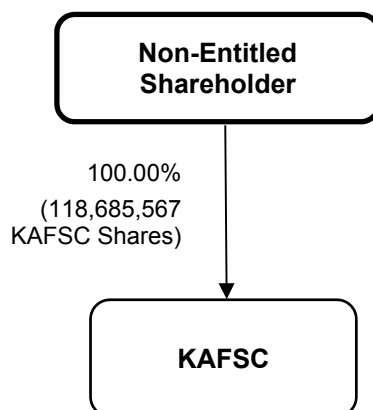 Non-Entitled
Shareholder
100.00%
(118,685,567
KAFSC Shares)
KAFSC